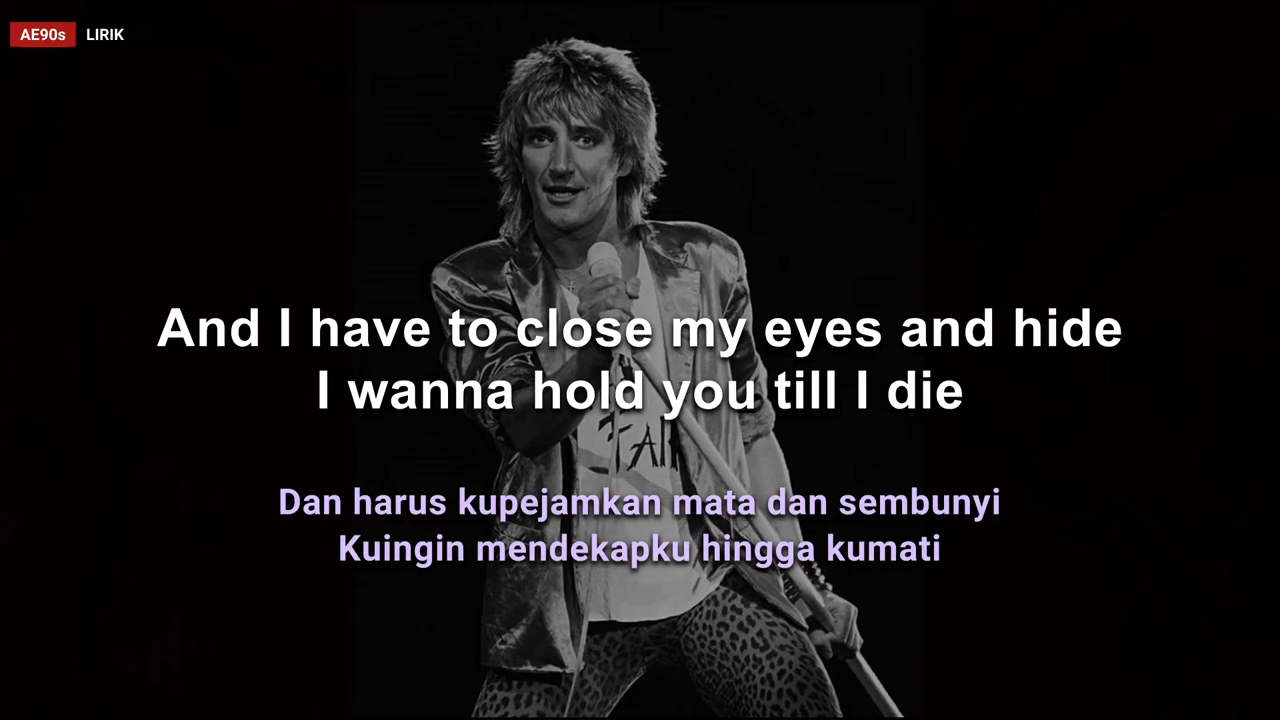 AE90s LIRIK
And I have to close my eyes and hide
I wanna hold you till I die
Dan harus kupejamkan mata dan sembunyi
Kuingin mendekapku hingga kumati